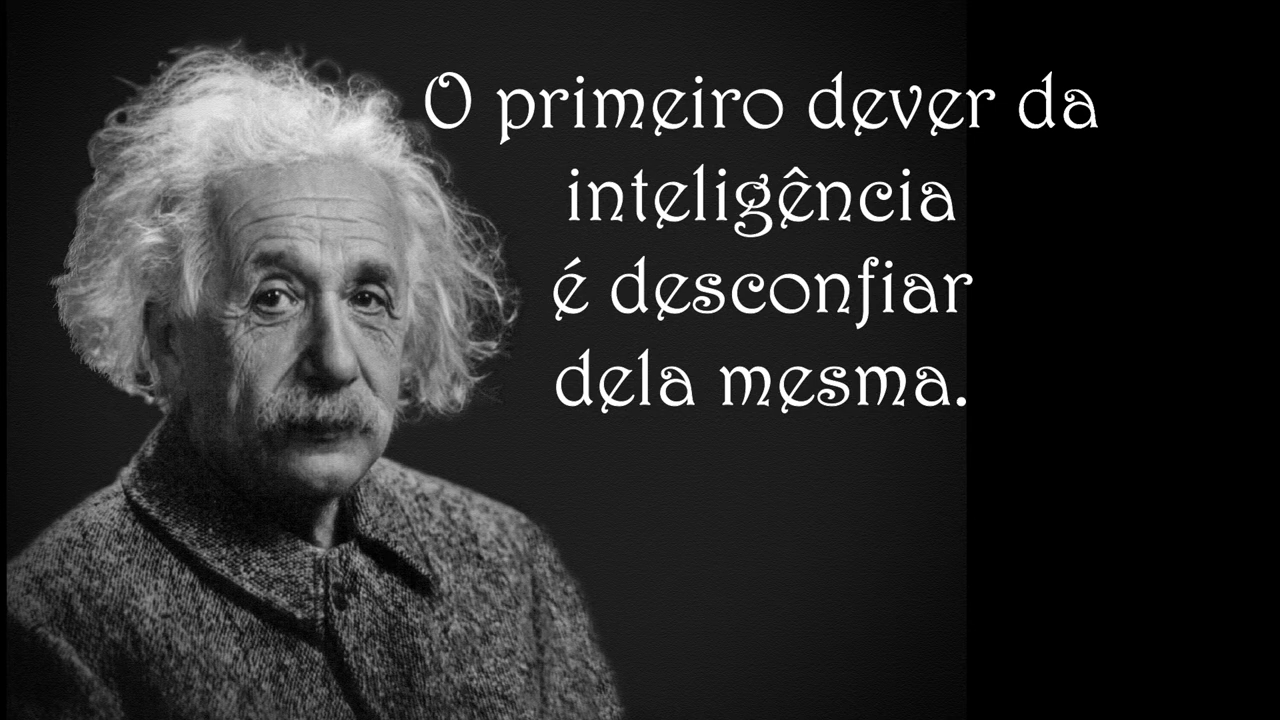 O primeiro dever da
inteligência
é desconfiar
dela mesma.